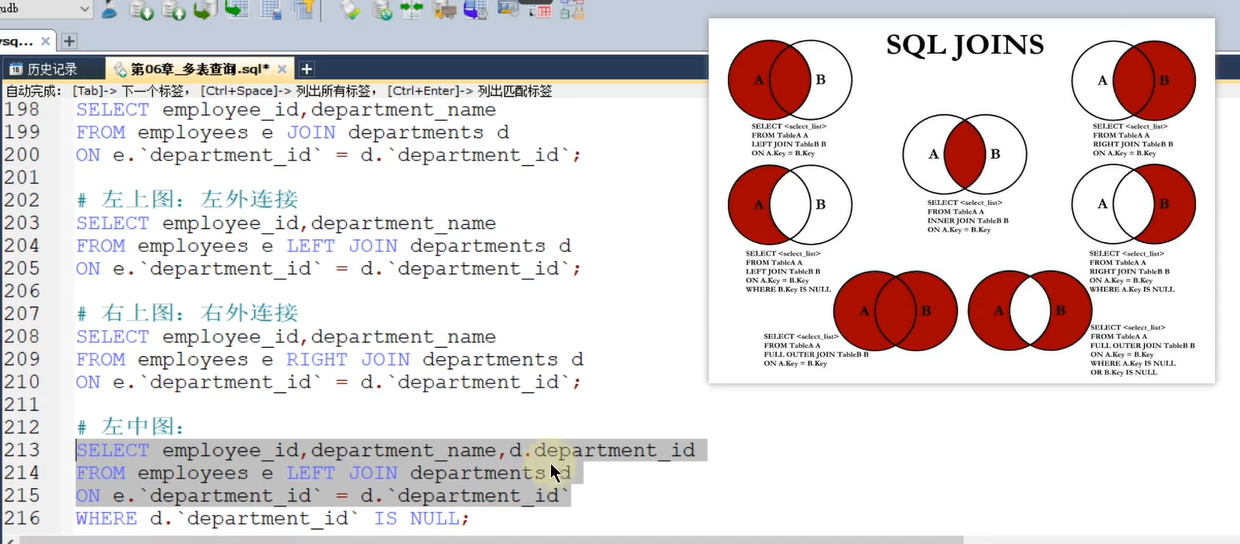 udb
ysq... ×
历史记录
第06章_多表查询.sql* ×
自动完成： [Tab]-> 下一个标签， [Ctrl+Space]-> 列出所有标签， [Ctrl+Enter]-> 列出匹配标签
198 SELECT employee_id,department_name
199 FROM employees e JOIN departments d
200 ON e.`department_id` = d.`department_id`;
201
202 # 左上图：左外连接
203 SELECT employee_id,department_name
204 FROM employees e LEFT JOIN departments d
205 ON e.`department_id` = d.`department_id`;
206
207 # 右上图：右外连接
208 SELECT employee_id,department_name
209 FROM employees e RIGHT JOIN departments d
210 ON e.`department_id` = d.`department_id`;
211
212 # 左中图：
213 SELECT employee_id,department_name,d.department_id
214 FROM employees e LEFT JOIN departments d
215 ON e.`department_id` = d.`department_id`
216 WHERE d.`department_id` IS NULL;
SQL JOINS
A B
SELECT <select_list>
FROM TableA A
LEFT JOIN TableB B
ON A.Key = B.Key
A B
SELECT <select_list>
FROM TableA A
RIGHT JOIN TableB B
ON A.Key = B.Key
A B
SELECT <select_list>
FROM TableA A
INNER JOIN TableB B
ON A.Key = B.Key
A B
SELECT <select_list>
FROM TableA A
LEFT JOIN TableB B
ON A.Key = B.Key
WHERE B.Key IS NULL
A B
SELECT <select_list>
FROM TableA A
RIGHT JOIN TableB B
ON A.Key = B.Key
WHERE A.Key IS NULL
A B
SELECT <select_list>
FROM TableA A
FULL OUTER JOIN TableB B
ON A.Key = B.Key
A B
SELECT <select_list>
FROM TableA A
FULL OUTER JOIN TableB B
ON A.Key = B.Key
WHERE A.Key IS NULL
OR B.Key IS NULL